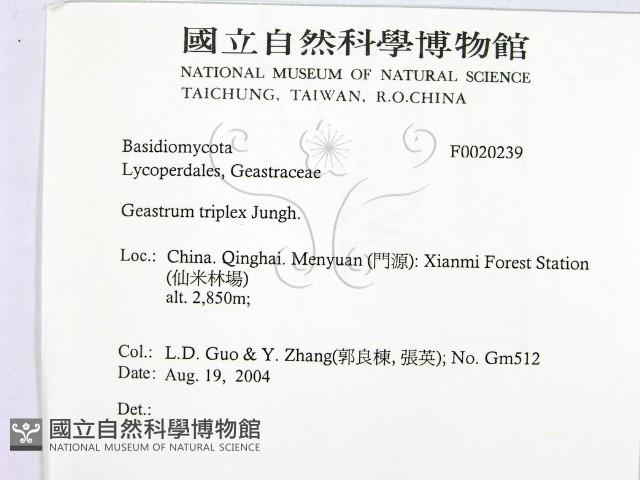 國立自然科學博物館
NATIONAL MUSEUM OF NATURAL SCIENCE
TAICHUNG, TAIWAN, R.O.CHINA
Basidiomycota F0020239
Lycoperdales, Geastraceae
Geastrum triplex Jungh.
Loc.: China. Qinghai. Menyuan (門源): Xianmi Forest Station
(仙米林場)
alt. 2,850m;
Col.: L.D. Guo & Y. Zhang(郭良棟, 張英); No. Gm512
Date: Aug. 19, 2004
Det.:
國立自然科學博物館
NATIONAL MUSEUM OF NATURAL SCIENCE